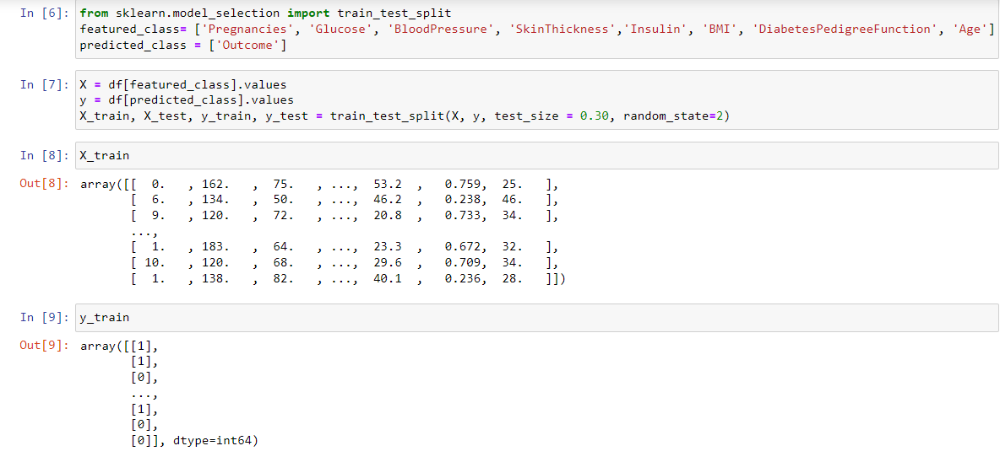 In [6]: from sklearn.model_selection import train_test_split
featured_class= ['Pregnancies', 'Glucose', 'BloodPressure', 'SkinThickness','Insulin', 'BMI', 'DiabetesPedigreeFunction', 'Age']
predicted_class = ['Outcome']
In [7]: X = df[featured_class].values
y = df[predicted_class].values
X_train, X_test, y_train, y_test = train_test_split(X, y, test_size = 0.30, random_state=2)
In [8]: X_train
Out[8]: array([[  0.   , 162.   ,  75.   , ...,  53.2  ,   0.759,  25.   ],
[  6.   , 134.   ,  50.   , ...,  46.2  ,   0.238,  46.   ],
[  9.   , 120.   ,  72.   , ...,  20.8  ,   0.733,  34.   ],
...,
[  1.   , 183.   ,  64.   , ...,  23.3  ,   0.672,  32.   ],
[ 10.   , 120.   ,  68.   , ...,  29.6  ,   0.709,  34.   ],
[  1.   , 138.   ,  82.   , ...,  40.1  ,   0.236,  28.   ]])
In [9]: y_train
Out[9]: array([[1],
[1],
[0],
...,
[1],
[0],
[0]], dtype=int64)